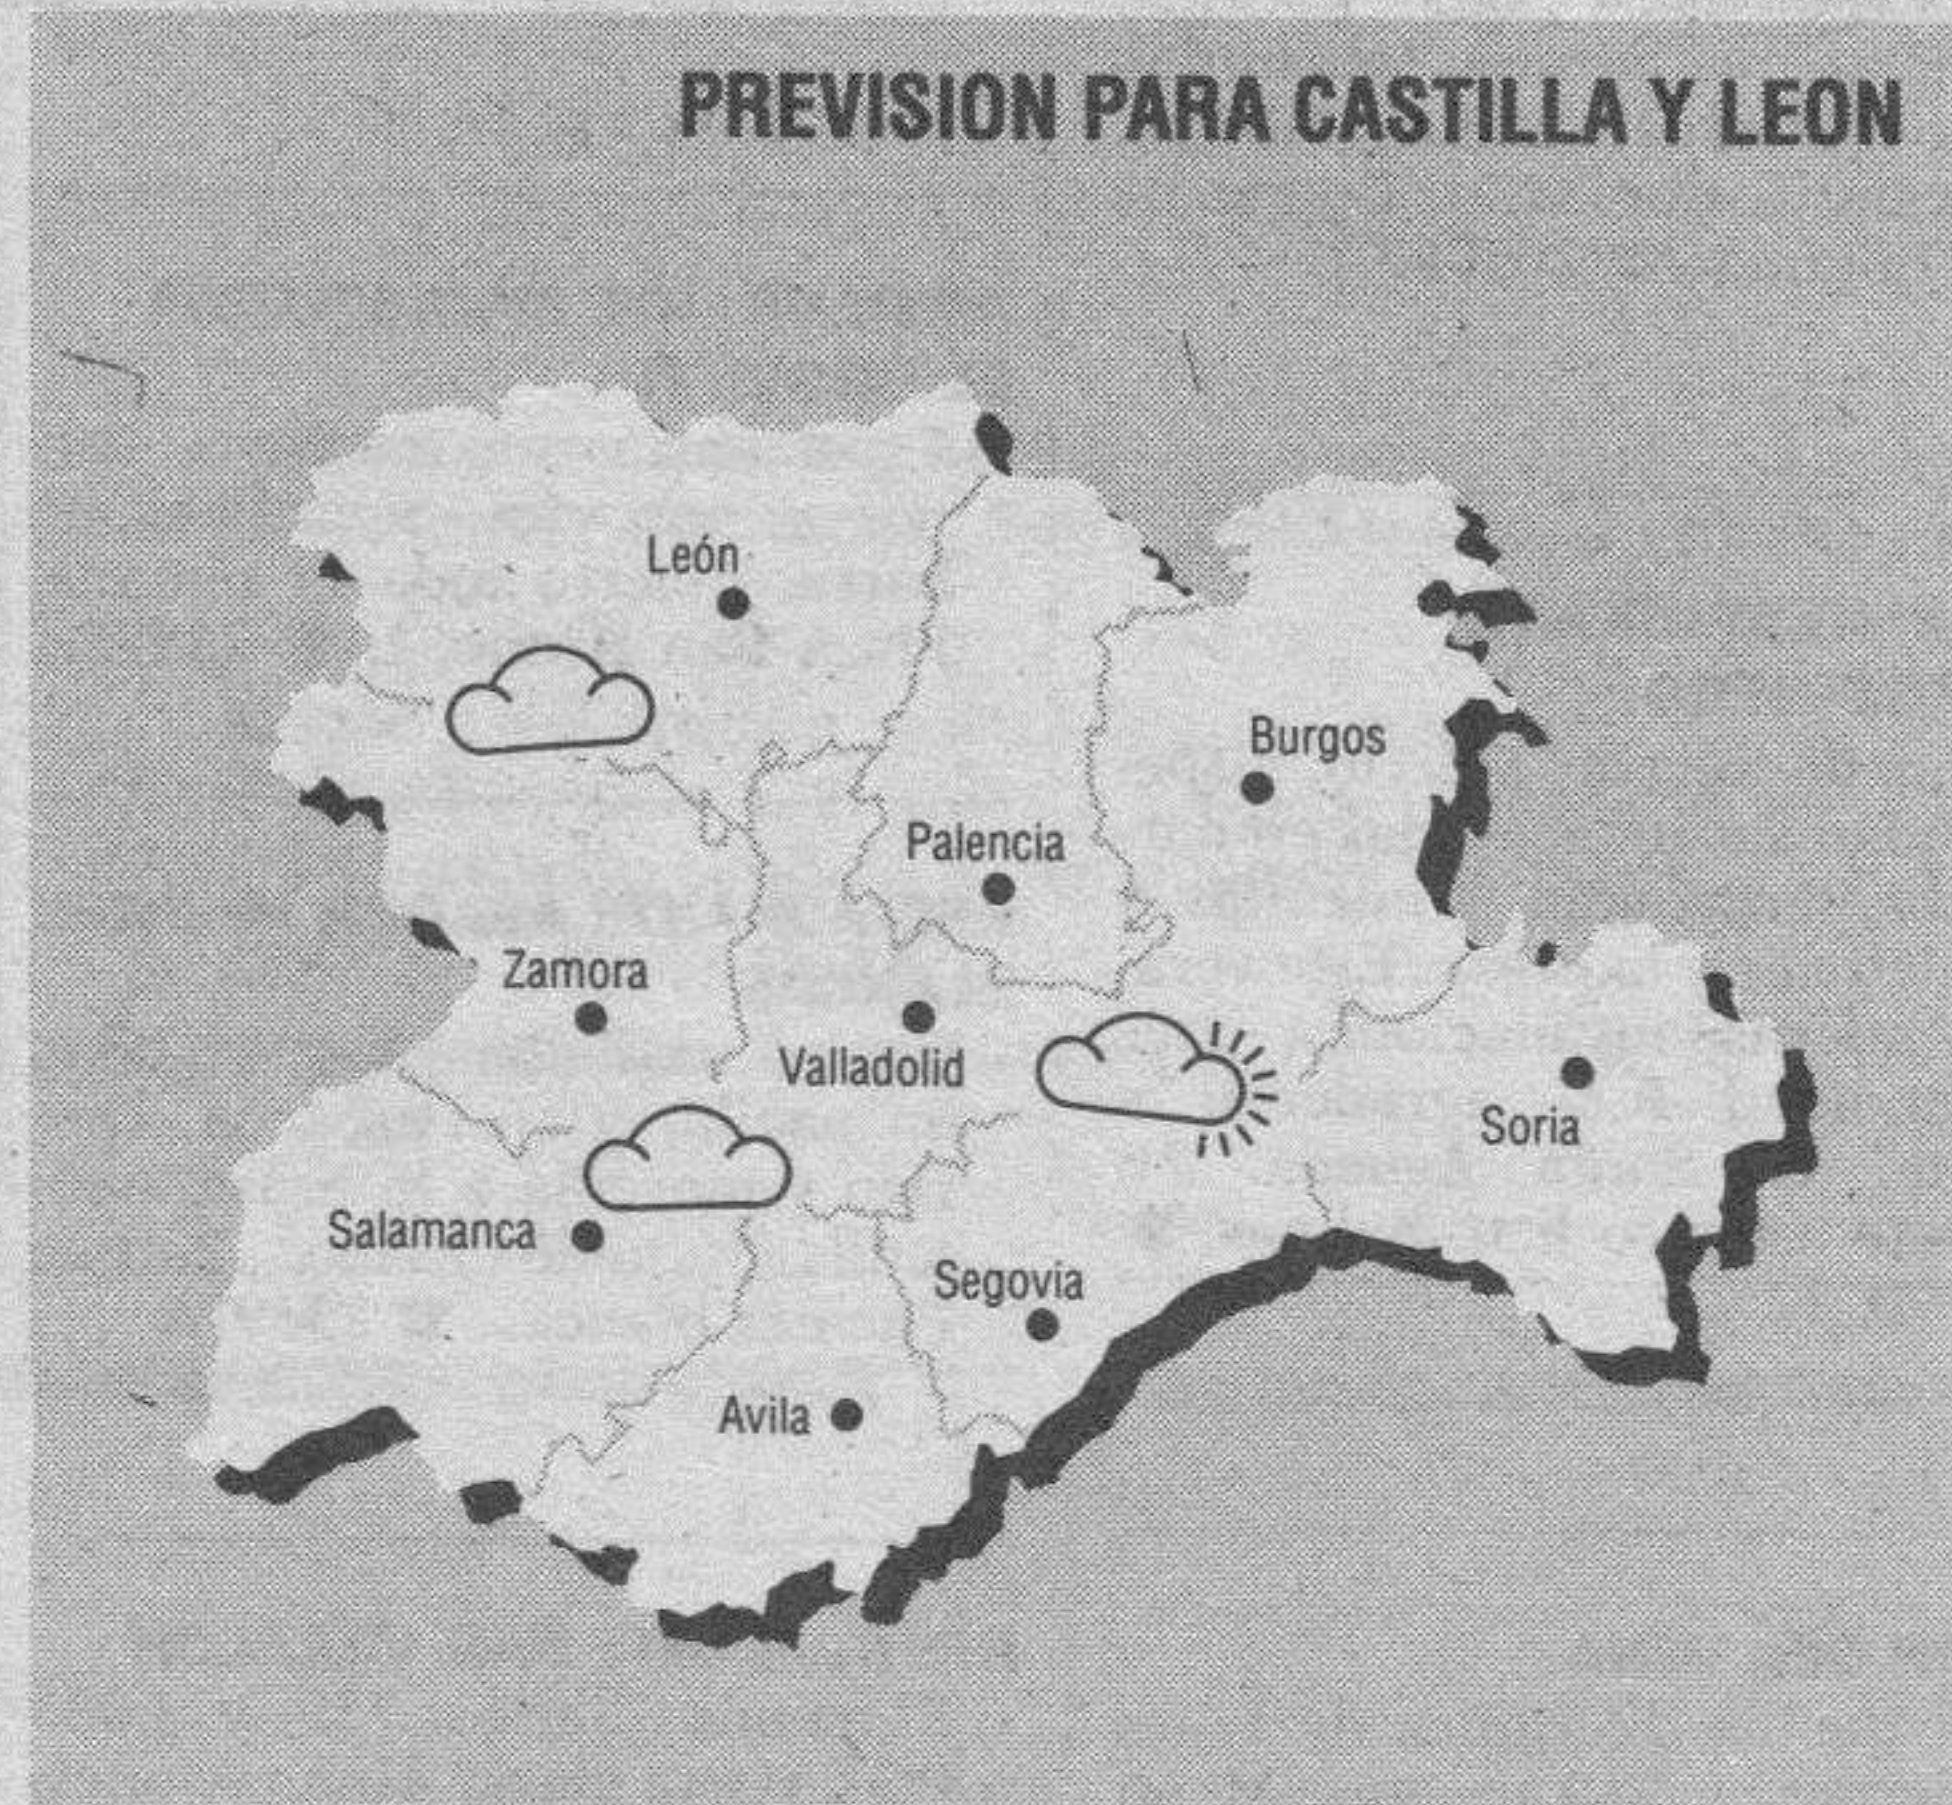 PREVISION PARA CASTILLA Y LEON
León
Burgos
Palencia
Zamora
Valladolid
Soria
Salamanca
Segovia
Avila